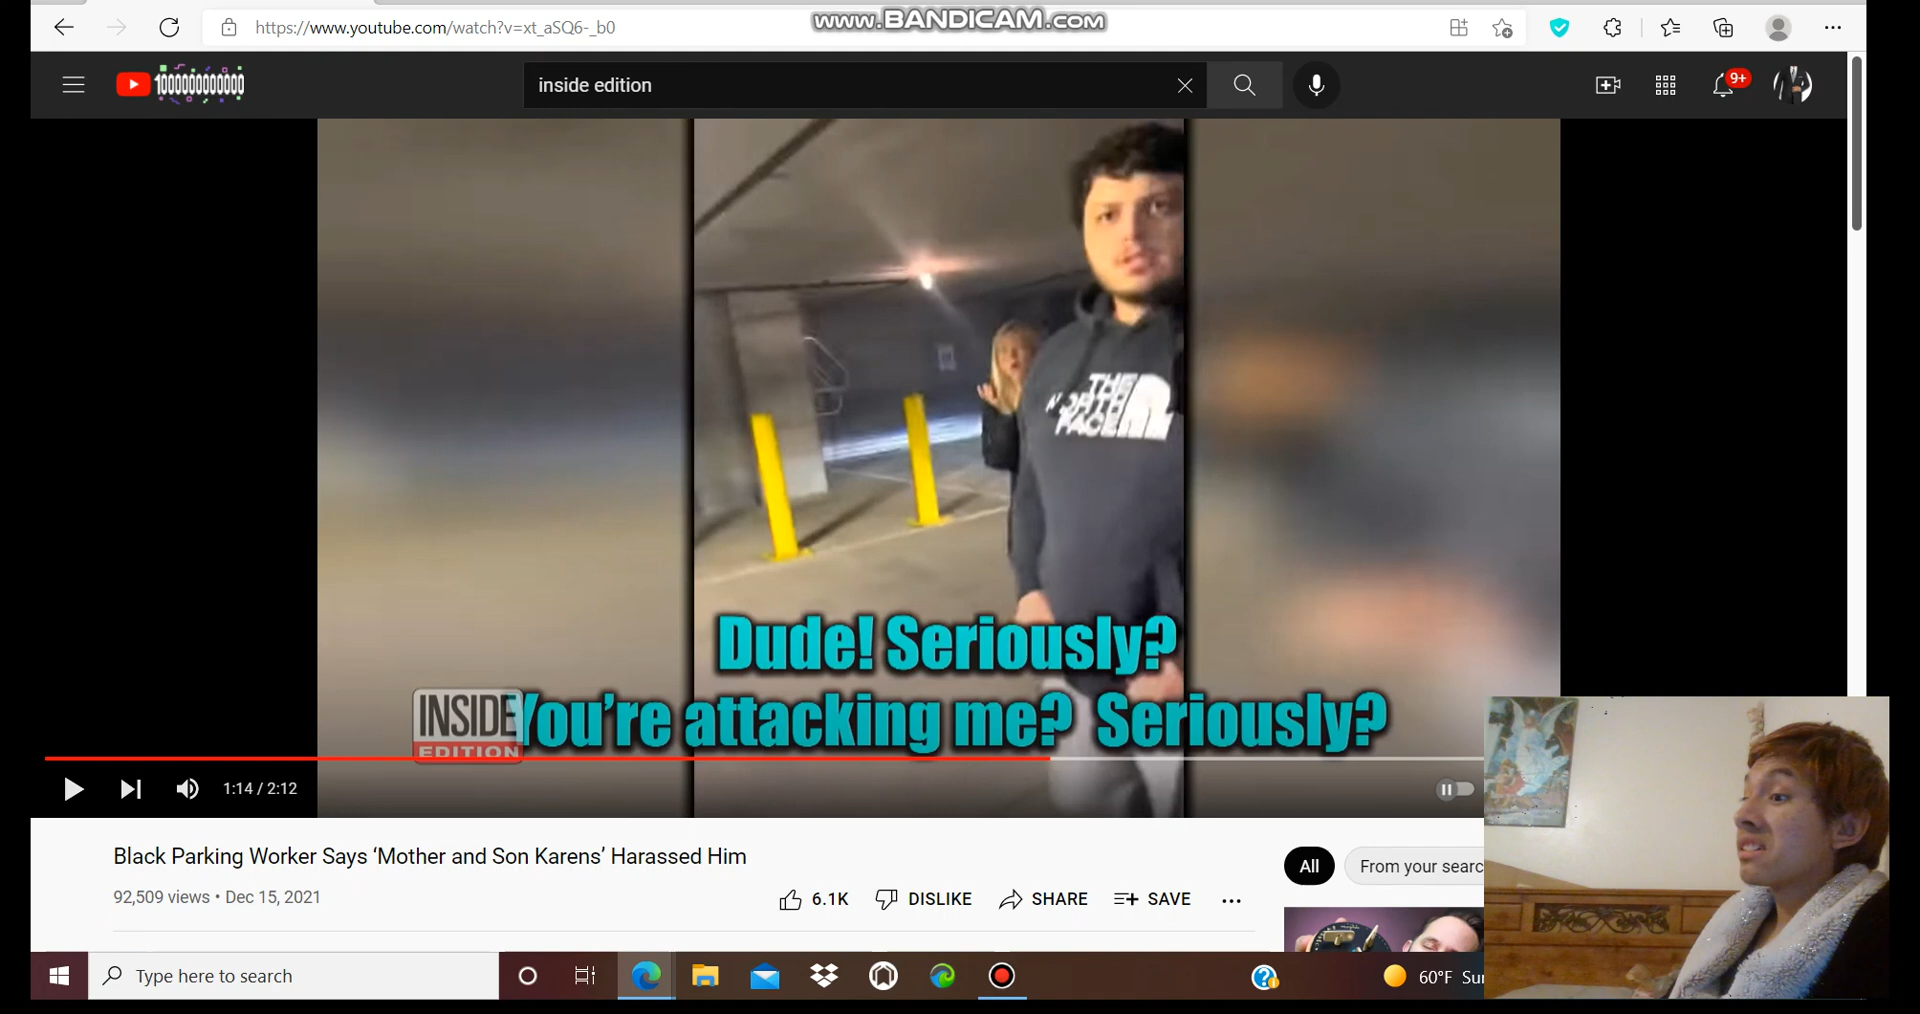 www.BANDICAM.com
https://www.youtube.com/watch?v=xt_aSQ6-_b0
1000000000000
inside edition
9+
THE
NORTH
FACE
Dude! Seriously?
You're attacking me? Seriously?
INSIDE
EDITION
1:14 / 2:12
Black Parking Worker Says ‘Mother and Son Karens’ Harassed Him
92,509 views • Dec 15, 2021
6.1K
DISLIKE
SHARE
SAVE
All
From your searc
Type here to search
60°F Su